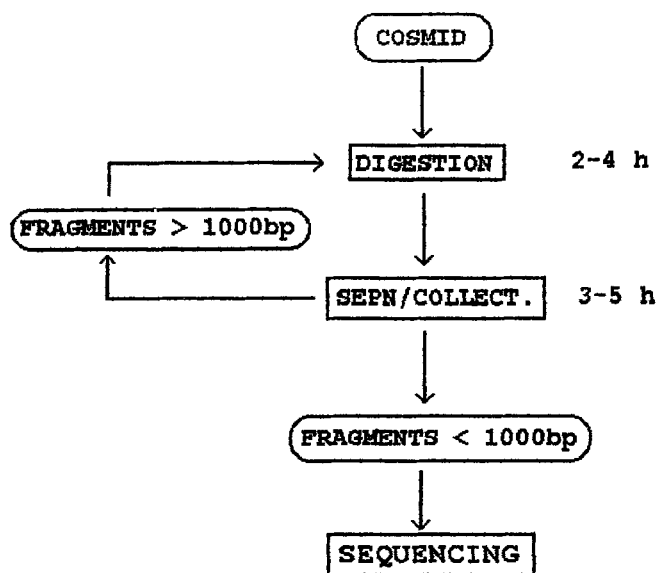 COSMID
DIGESTION 2-4 h
FRAGMENTS > 1000bp
SEPN/COLLECT. 3-5 h
FRAGMENTS < 1000bp
SEQUENCING